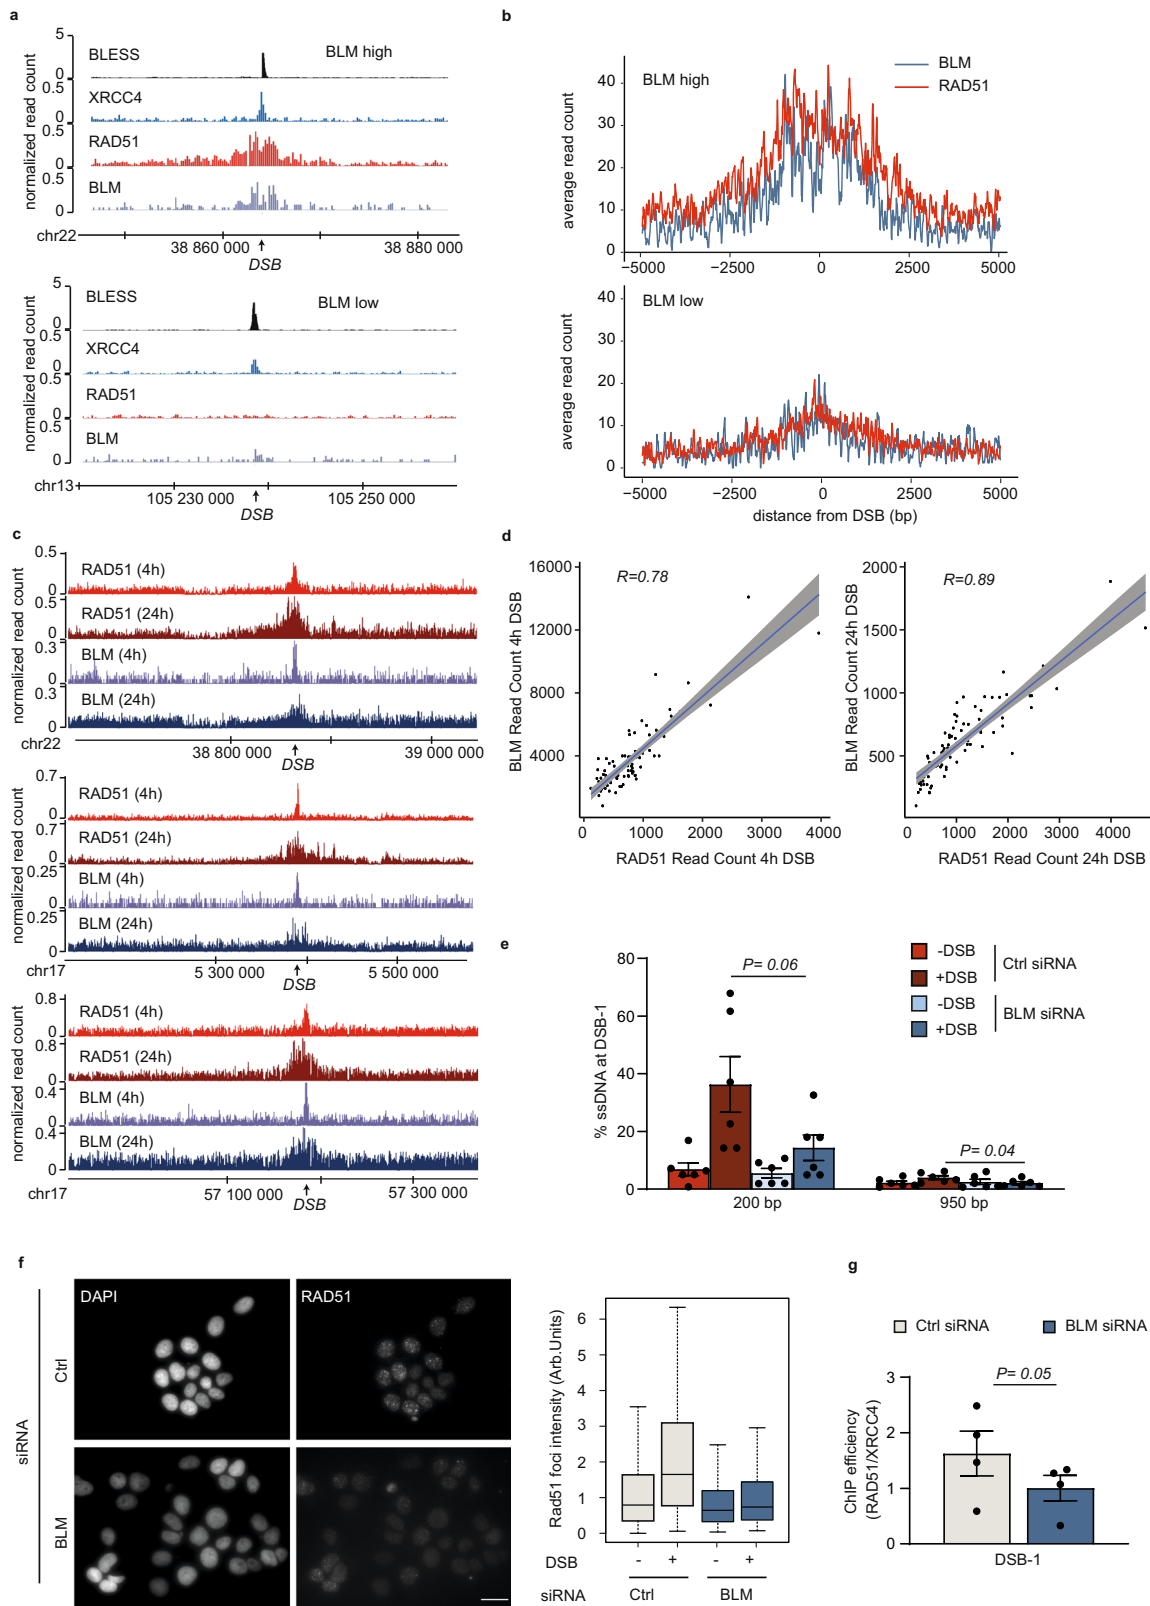 a
normalized read count
5
0
BLESS
BLM high
0.5
0
XRCC4
0.5
0
RAD51
0.5
0
BLM
chr22
38 860 000
38 880 000
DSB
normalized read count
5
0
BLESS
BLM low
0.5
0
XRCC4
0.5
0
RAD51
0.5
0
BLM
chr13
105 230 000
105 250 000
DSB
b
BLM high
BLM
RAD51
average read count
40
30
20
10
0
−5000
−2500
0
2500
5000
BLM low
average read count
40
30
20
10
0
−5000
−2500
0
2500
5000
distance from DSB (bp)
c
normalized read count
0.5
0
RAD51 (4h)
0.5
0
RAD51 (24h)
0.3
0
BLM (4h)
0.3
0
BLM (24h)
chr22
38 800 000
39 000 000
DSB
normalized read count
0.7
0
RAD51 (4h)
0.7
0
RAD51 (24h)
0.25
0
BLM (4h)
0.25
0
BLM (24h)
chr17
5 300 000
5 500 000
DSB
normalized read count
0.8
0
RAD51 (4h)
0.8
0
RAD51 (24h)
0.4
0
BLM (4h)
0.4
0
BLM (24h)
chr17
57 100 000
57 300 000
DSB
d
BLM Read Count 4h DSB
16000
12000
8000
4000
R=0.78
0
1000
2000
3000
4000
RAD51 Read Count 4h DSB
BLM Read Count 24h DSB
2000
1500
1000
500
R=0.89
0
1000
2000
3000
4000
RAD51 Read Count 24h DSB
e
% ssDNA at DSB-1
80
60
40
20
0
P= 0.06
P= 0.04
200 bp
950 bp
-DSB
+DSB
Ctrl siRNA
-DSB
+DSB
BLM siRNA
f
siRNA
Ctrl
BLM
DAPI
RAD51
Rad51 foci intensity (Arb.Units)
6
5
4
3
2
1
0
DSB
-
+
-
+
siRNA
Ctrl
BLM
g
Ctrl siRNA
BLM siRNA
ChIP efficiency
(RAD51/XRCC4)
3
2
1
0
P= 0.05
DSB-1